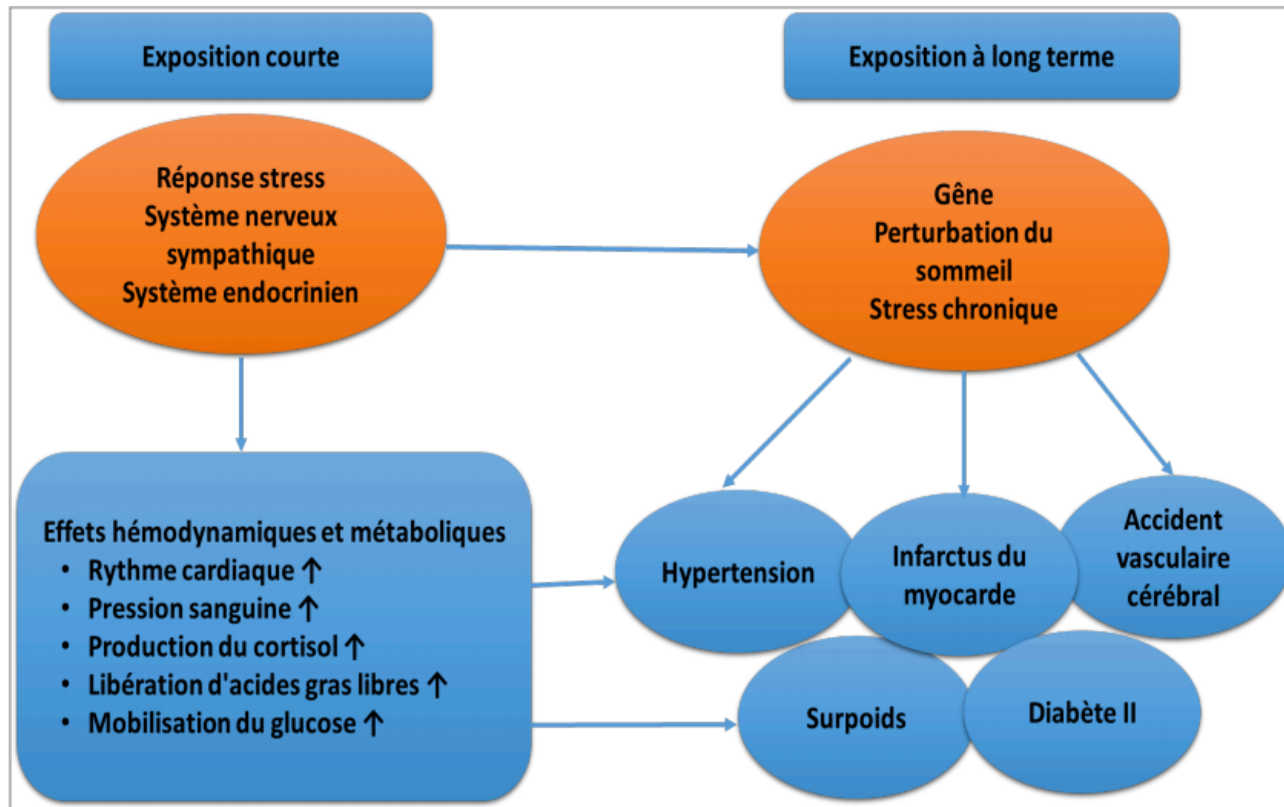 Exposition courte
Exposition à long terme
Réponse stress
Système nerveux
sympathique
Système endocrinien
Gêne
Perturbation du
sommeil
Stress chronique
Effets hémodynamiques et métaboliques
• Rythme cardiaque ↑
• Pression sanguine ↑
• Production du cortisol ↑
• Libération d'acides gras libres ↑
• Mobilisation du glucose ↑
Hypertension
Infarctus du
myocarde
Accident
vasculaire
cérébral
Surpoids
Diabète II